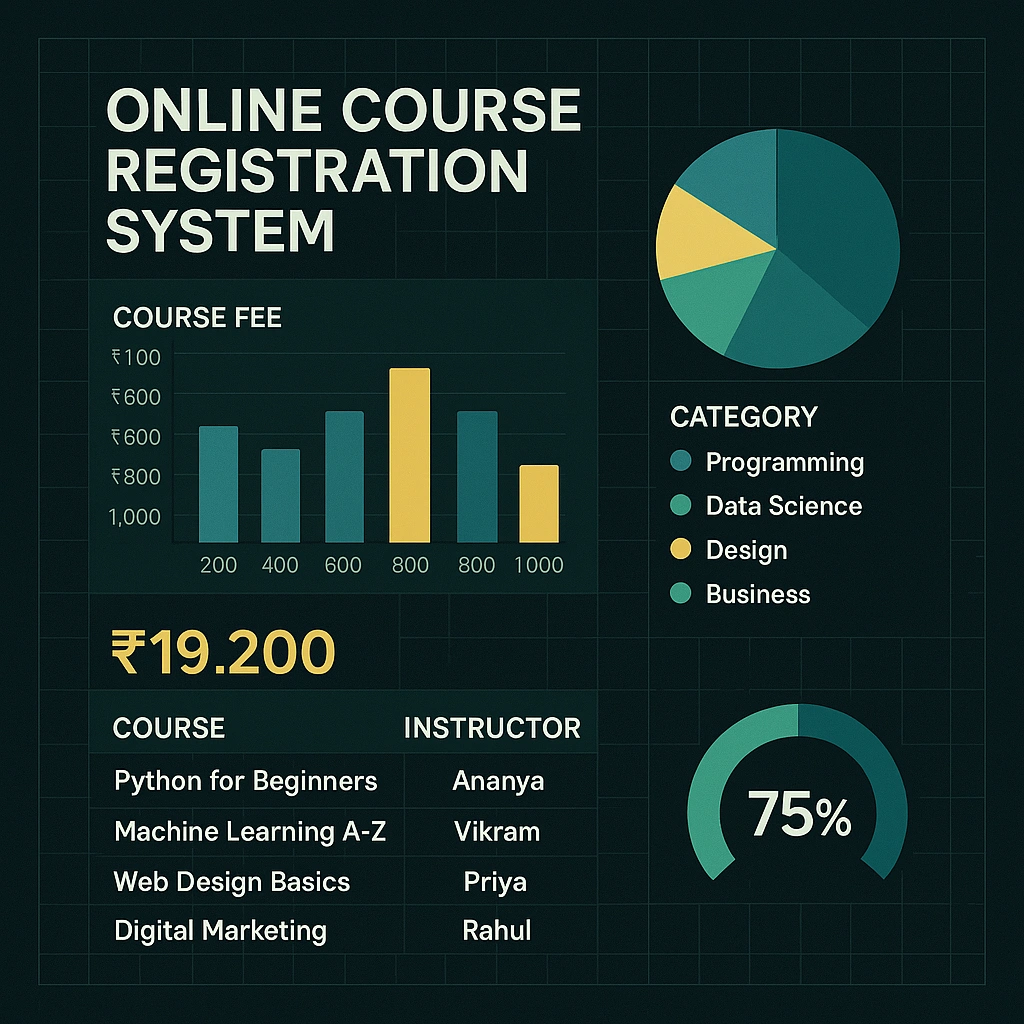 ONLINE COURSE
REGISTRATION
SYSTEM
COURSE FEE
₹100
₹600
₹600
₹800
1,000
200 400 600 800 800 1000
₹19.200
COURSE INSTRUCTOR
Python for Beginners Ananya
Machine Learning A-Z Vikram
Web Design Basics Priya
Digital Marketing Rahul
CATEGORY
Programming
Data Science
Design
Business
75%